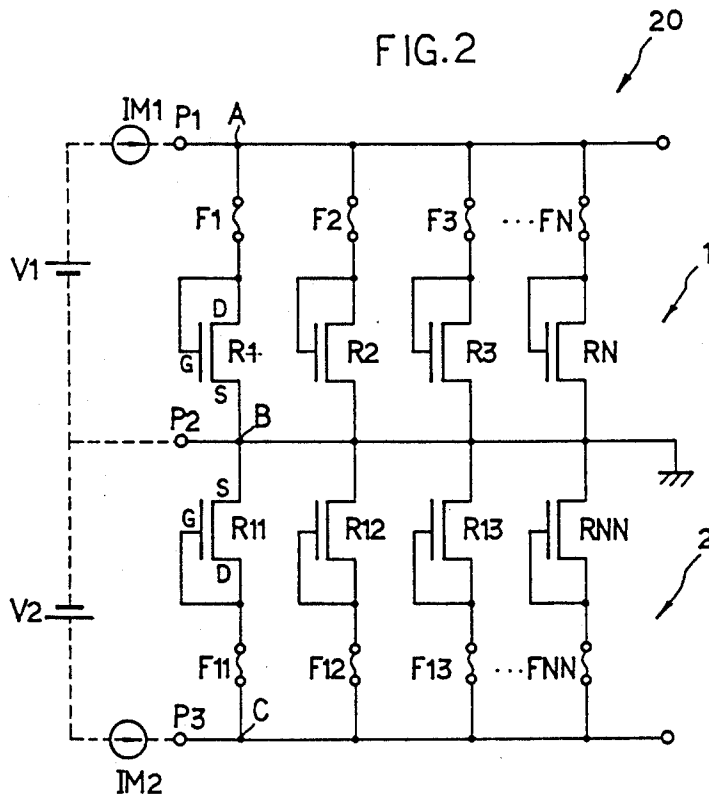 FIG.2
20
IM1 P1 A
F1 F2 F3 ...FN
V1
1
D
G R1 R2 R3 RN
S
P2 B
S
G R11 R12 R13 RNN
D
2
V2
F11 F12 F13 ...FNN
P3 C
IM2